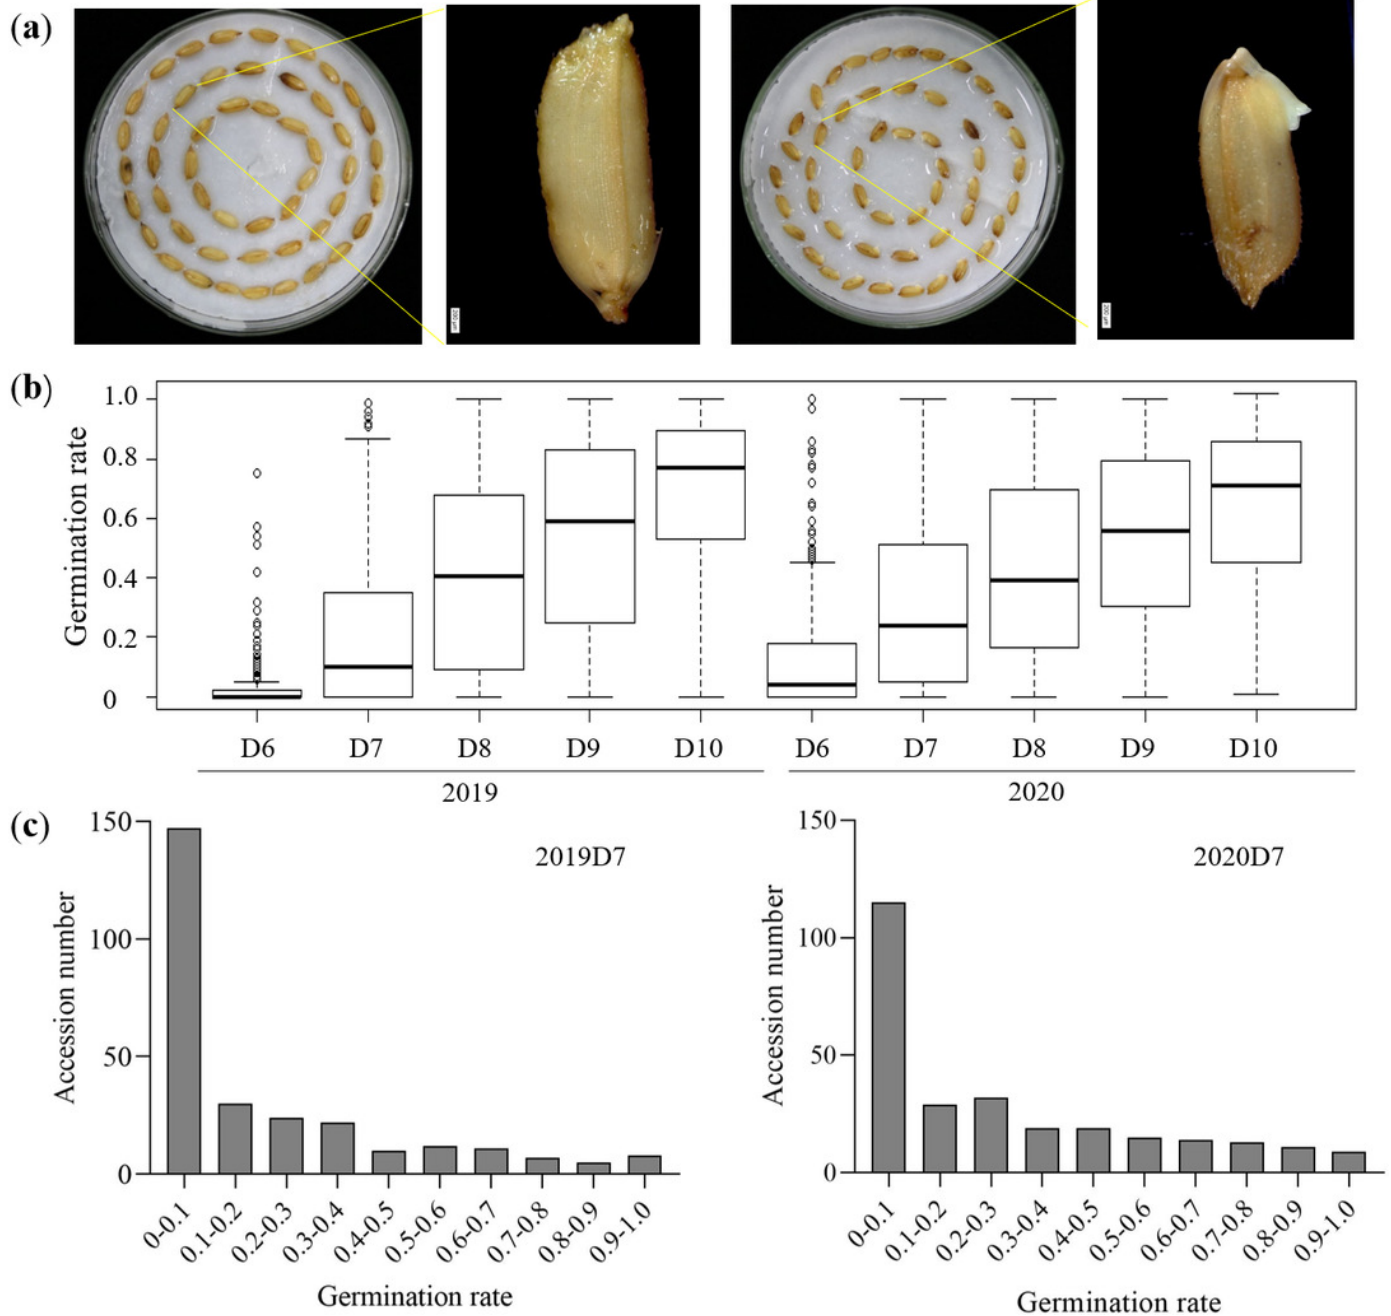 (a)
200 µm
200 µm
(b)
Germination rate
1.0
0.8
0.6
0.4
0.2
0
D6 D7 D8 D9 D10 D6 D7 D8 D9 D10
2019 2020
(c)
Accession number
150
100
50
0
2019D7
0-0.1 0.1-0.2 0.2-0.3 0.3-0.4 0.4-0.5 0.5-0.6 0.6-0.7 0.7-0.8 0.8-0.9 0.9-1.0
Germination rate
Accession number
150
100
50
0
2020D7
0-0.1 0.1-0.2 0.2-0.3 0.3-0.4 0.4-0.5 0.5-0.6 0.6-0.7 0.7-0.8 0.8-0.9 0.9-1.0
Germination rate